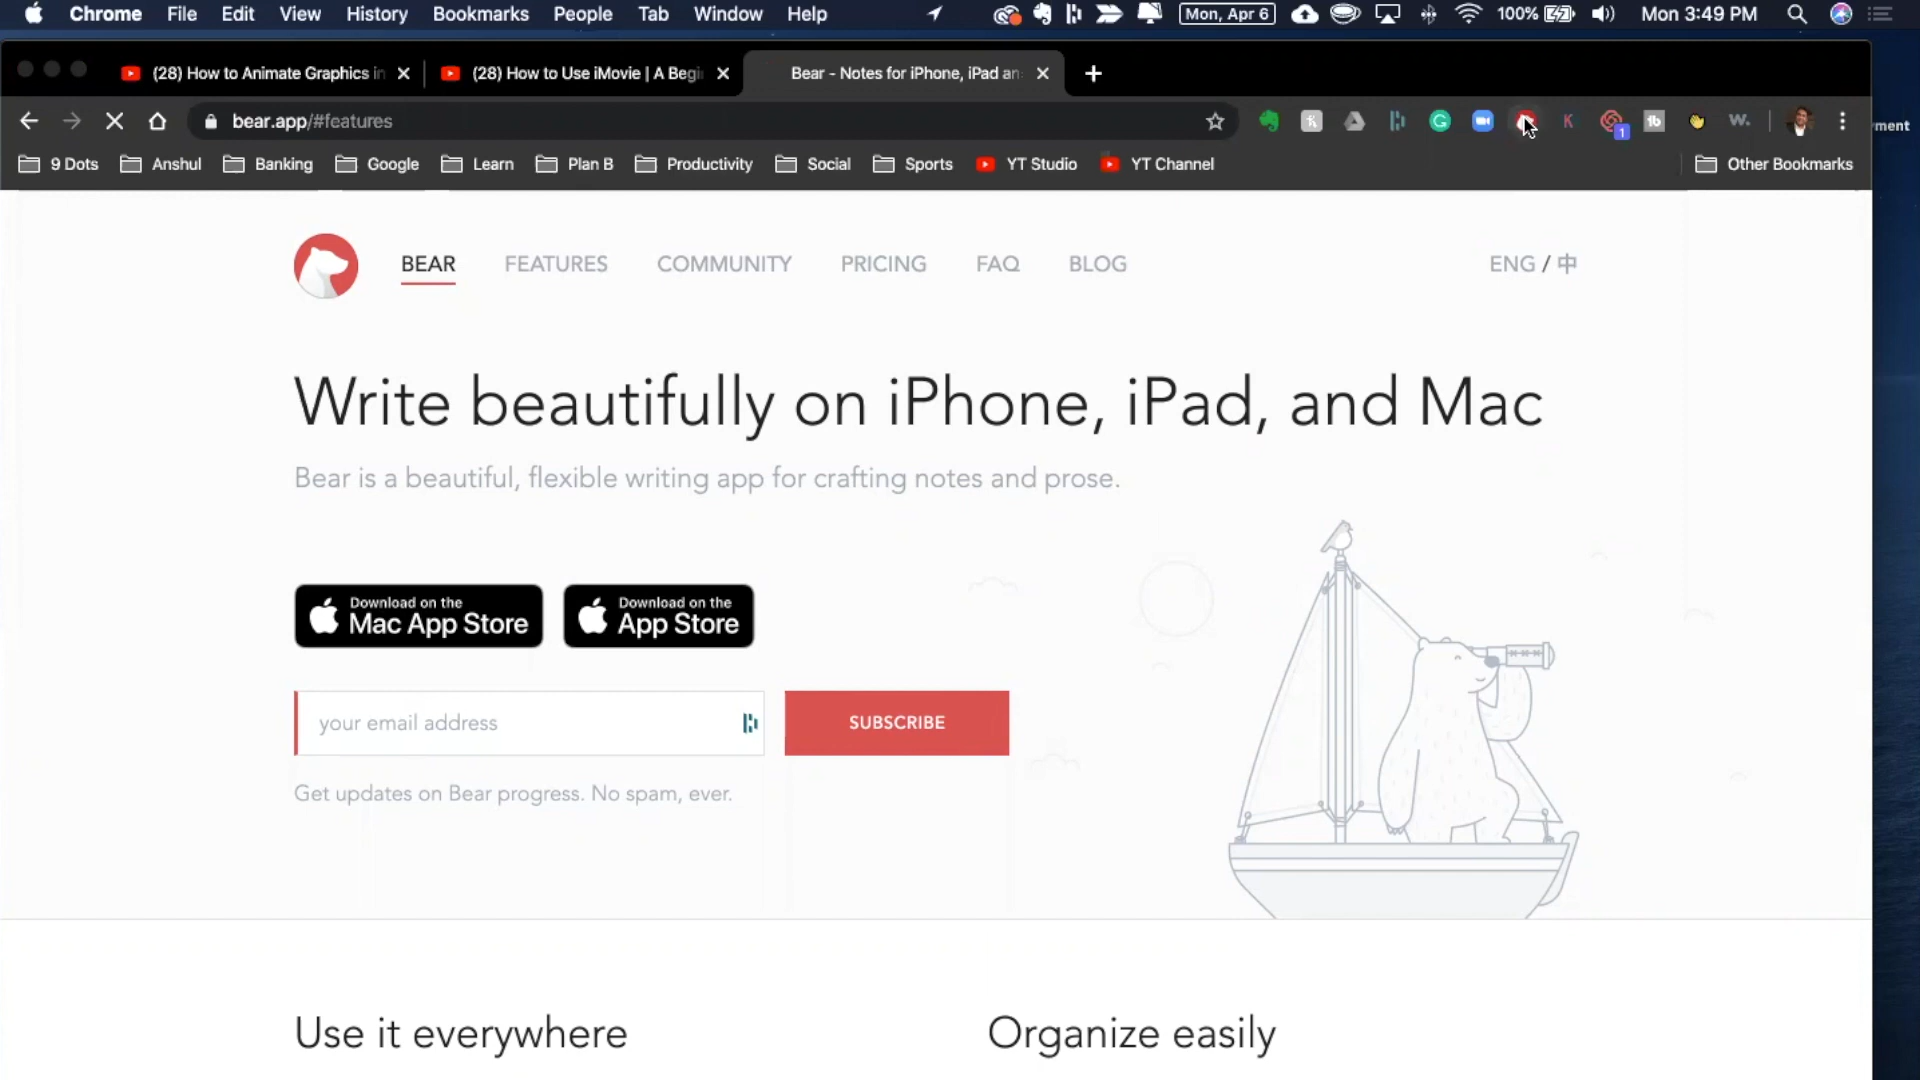 Chrome File Edit View History Bookmarks People Tab Window Help Mon, Apr 6 100% Mon 3:49 PM
(28) How to Animate Graphics in (28) How to Use iMovie | A Begi Bear - Notes for iPhone, iPad an
bear.app/#features
1
tb
K
w.
ment
9 Dots Anshul Banking Google Learn Plan B Productivity Social Sports YT Studio YT Channel Other Bookmarks
BEAR FEATURES COMMUNITY PRICING FAQ BLOG ENG / 中
Write beautifully on iPhone, iPad, and Mac
Bear is a beautiful, flexible writing app for crafting notes and prose.
Download on the
Mac App Store
Download on the
App Store
your email address
SUBSCRIBE
Get updates on Bear progress. No spam, ever.
Use it everywhere
Organize easily